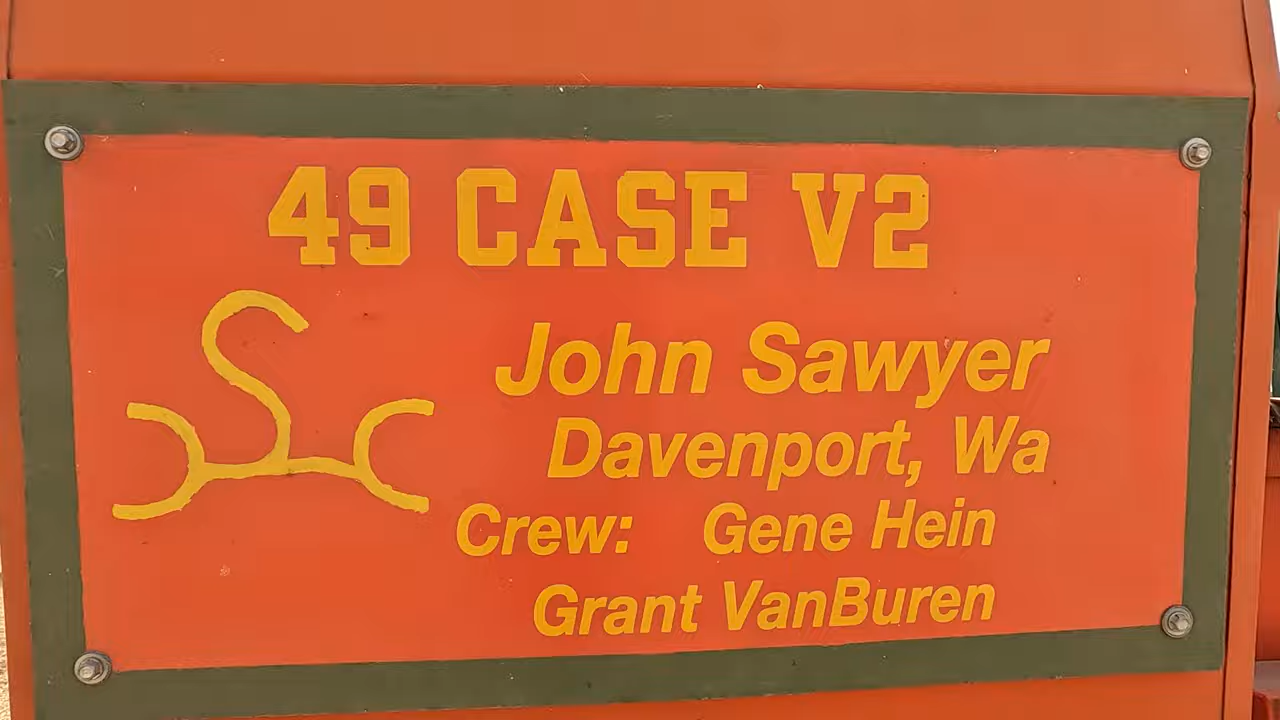 49 CASE V2
John Sawyer
Davenport, Wa
Crew: Gene Hein
Grant VanBuren